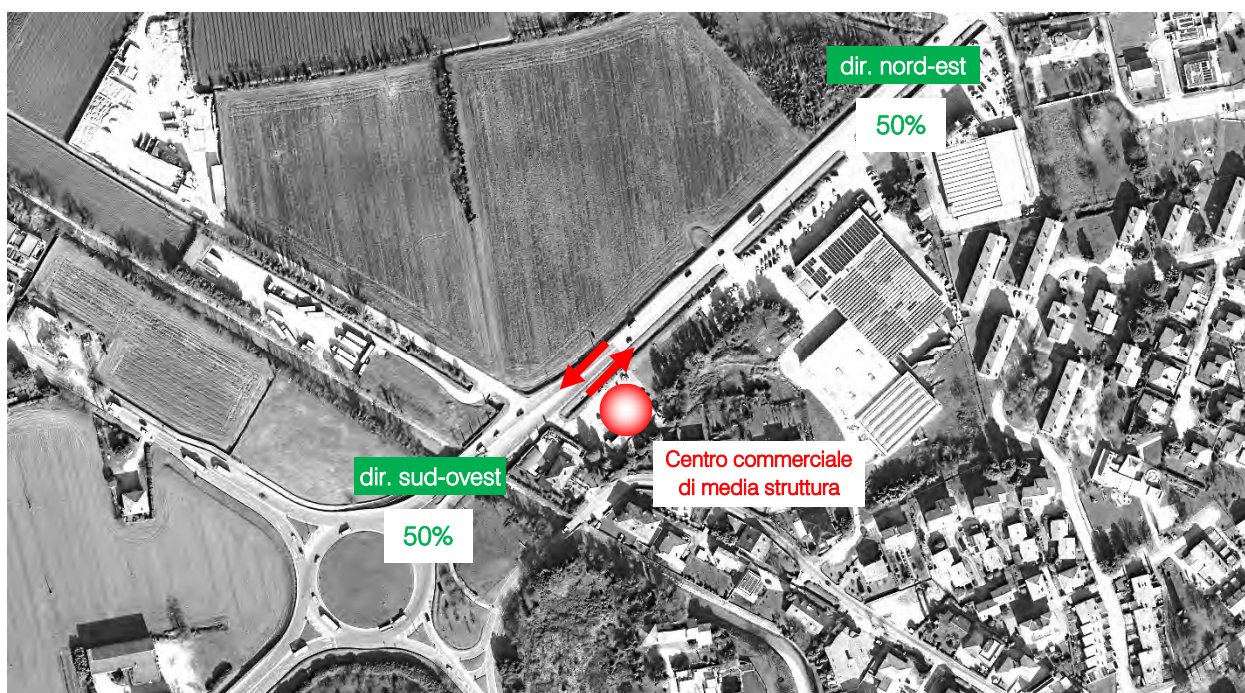 dir. nord-est
50%
Centro commerciale
di media struttura
dir. sud-ovest
50%